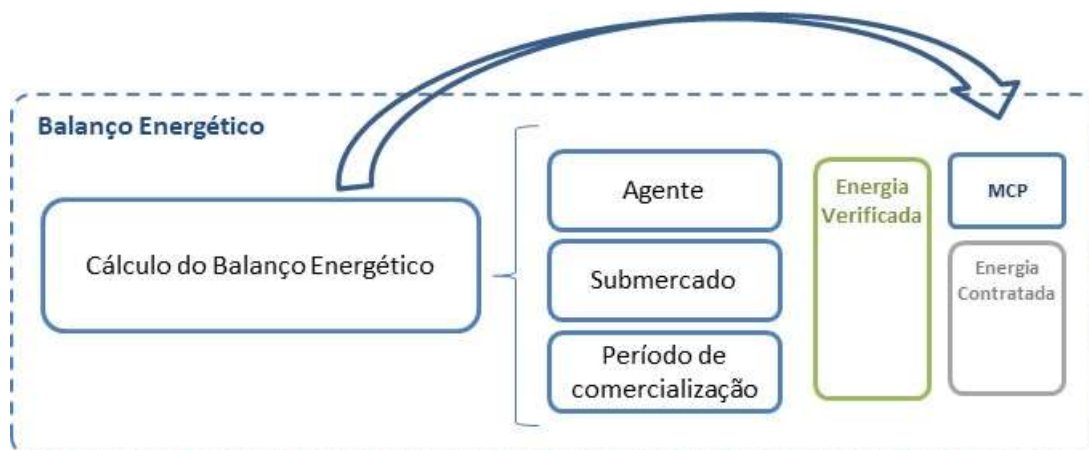 Balanço Energético
Cálculo do Balanço Energético
Agente
Submercado
Período de
comercialização
Energia
Verificada
MCP
Energia
Contratada